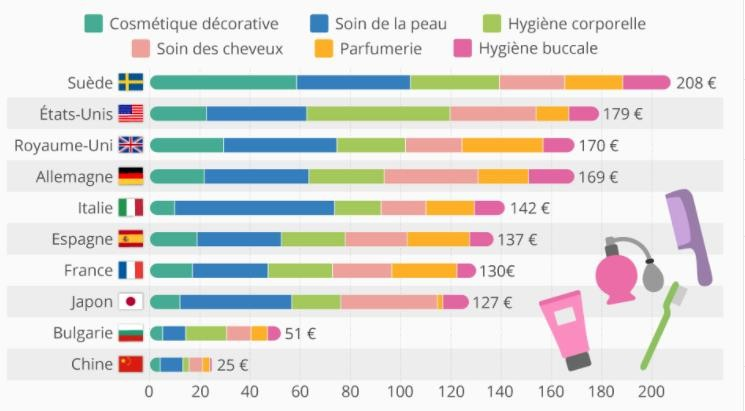 Cosmétique décorative Soin de la peau Hygiène corporelle
Soin des cheveux Parfumerie Hygiène buccale
Suède 208 €
États-Unis 179 €
Royaume-Uni 170 €
Allemagne 169 €
Italie 142 €
Espagne 137 €
France 130€
Japon 127 €
Bulgarie 51 €
Chine 25 €
0 20 40 60 80 100 120 140 160 180 200